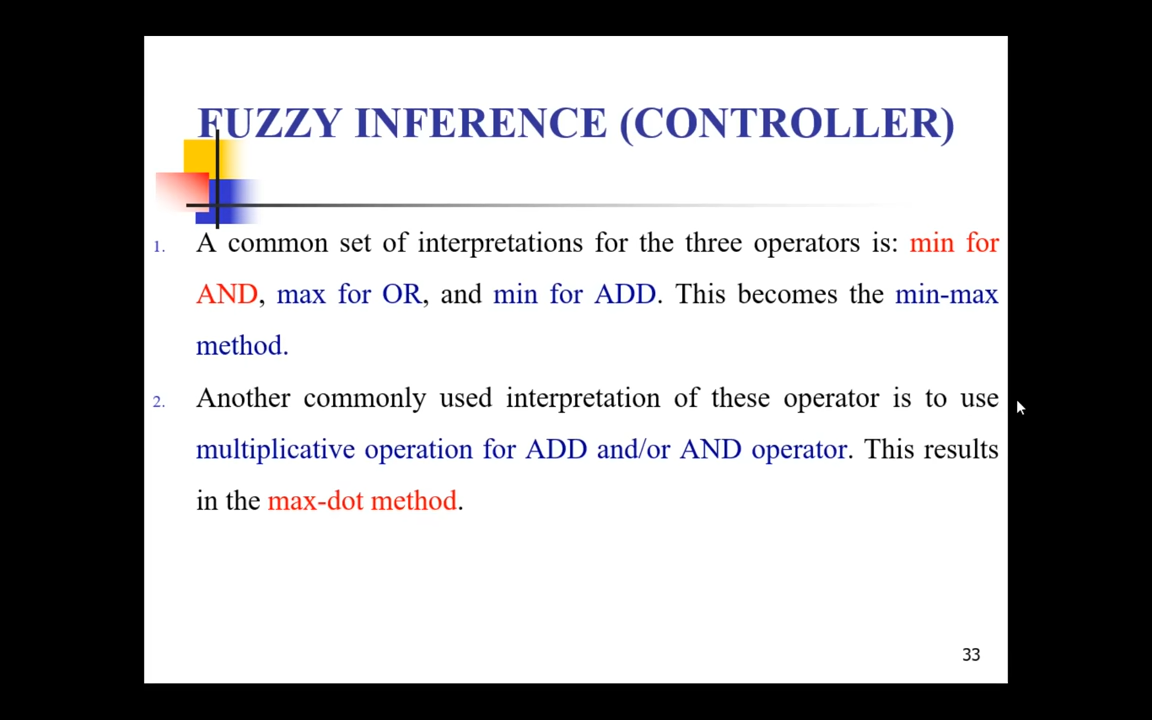 FUZZY INFERENCE (CONTROLLER)
1. A common set of interpretations for the three operators is: min for
AND, max for OR, and min for ADD. This becomes the min-max
method.
2. Another commonly used interpretation of these operator is to use
multiplicative operation for ADD and/or AND operator. This results
in the max-dot method.
33